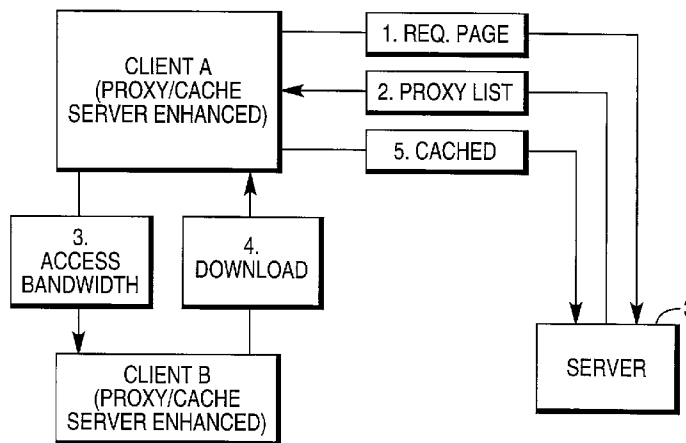 CLIENT A
(PROXY/CACHE
SERVER ENHANCED)
1. REQ. PAGE
2. PROXY LIST
5. CACHED
3.
ACCESS
BANDWIDTH
4.
DOWNLOAD
CLIENT B
(PROXY/CACHE
SERVER ENHANCED)
SERVER